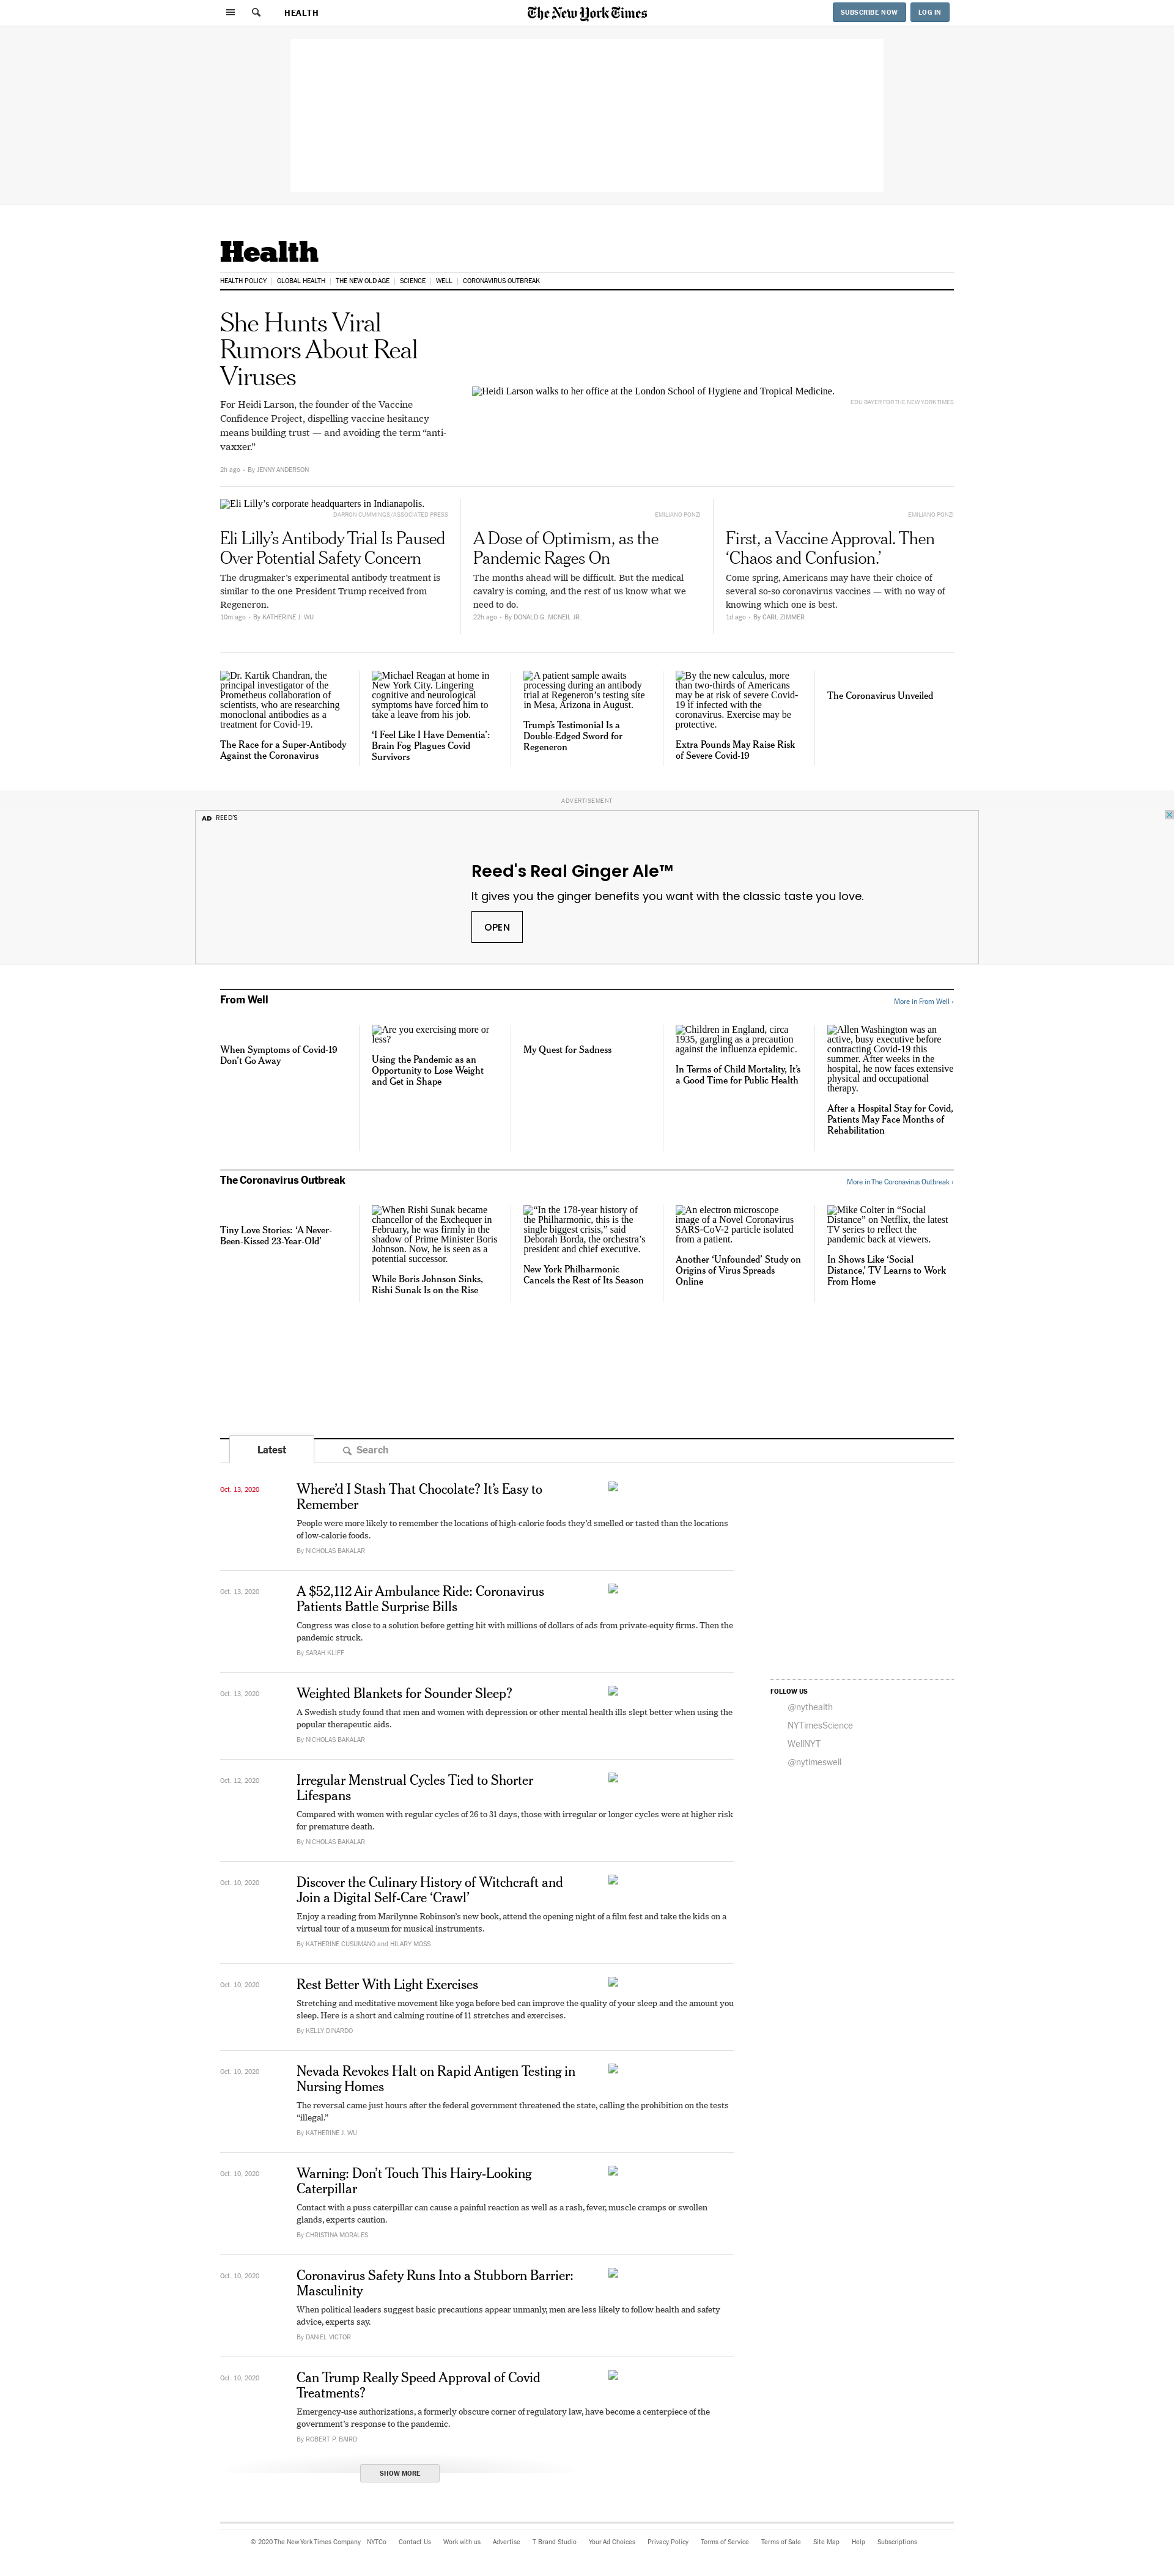 HEALTH
The New York Times
SUBSCRIBE NOW
LOG IN
Health
HEALTH POLICY
GLOBAL HEALTH
THE NEW OLD AGE
SCIENCE
WELL
CORONAVIRUS OUTBREAK
She Hunts Viral
Rumors About Real
Viruses
For Heidi Larson, the founder of the Vaccine
Confidence Project, dispelling vaccine hesitancy
means building trust — and avoiding the term “anti-
vaxxer.”
2h ago • By JENNY ANDERSON
Heidi Larson walks to her office at the London School of Hygiene and Tropical Medicine.
EDU BAYER FOR THE NEW YORK TIMES
Eli Lilly’s corporate headquarters in Indianapolis.
DARRON CUMMINGS/ASSOCIATED PRESS
Eli Lilly’s Antibody Trial Is Paused
Over Potential Safety Concern
The drugmaker’s experimental antibody treatment is
similar to the one President Trump received from
Regeneron.
10m ago • By KATHERINE J. WU
EMILIANO PONZI
A Dose of Optimism, as the
Pandemic Rages On
The months ahead will be difficult. But the medical
cavalry is coming, and the rest of us know what we
need to do.
22h ago • By DONALD G. MCNEIL JR.
EMILIANO PONZI
First, a Vaccine Approval. Then
‘Chaos and Confusion.’
Come spring, Americans may have their choice of
several so-so coronavirus vaccines — with no way of
knowing which one is best.
1d ago • By CARL ZIMMER
Dr. Kartik Chandran, the
principal investigator of the
Prometheus collaboration of
scientists, who are researching
monoclonal antibodies as a
treatment for Covid-19.
The Race for a Super-Antibody
Against the Coronavirus
Michael Reagan at home in
New York City. Lingering
cognitive and neurological
symptoms have forced him to
take a leave from his job.
‘I Feel Like I Have Dementia’:
Brain Fog Plagues Covid
Survivors
A patient sample awaits
processing during an antibody
trial at Regeneron’s testing site
in Mesa, Arizona in August.
Trump’s Testimonial Is a
Double-Edged Sword for
Regeneron
By the new calculus, more
than two-thirds of Americans
may be at risk of severe Covid-
19 if infected with the
coronavirus. Exercise may be
protective.
Extra Pounds May Raise Risk
of Severe Covid-19
The Coronavirus Unveiled
ADVERTISEMENT
AD REED'S
Reed's Real Ginger Ale™
It gives you the ginger benefits you want with the classic taste you love.
OPEN
From Well
More in From Well ›
When Symptoms of Covid-19
Don’t Go Away
Are you exercising more or
less?
Using the Pandemic as an
Opportunity to Lose Weight
and Get in Shape
My Quest for Sadness
Children in England, circa
1935, gargling as a precaution
against the influenza epidemic.
In Terms of Child Mortality, It’s
a Good Time for Public Health
Allen Washington was an
active, busy executive before
contracting Covid-19 this
summer. After weeks in the
hospital, he now faces extensive
physical and occupational
therapy.
After a Hospital Stay for Covid,
Patients May Face Months of
Rehabilitation
The Coronavirus Outbreak
More in The Coronavirus Outbreak ›
Tiny Love Stories: ‘A Never-
Been-Kissed 23-Year-Old’
When Rishi Sunak became
chancellor of the Exchequer in
February, he was firmly in the
shadow of Prime Minister Boris
Johnson. Now, he is seen as a
potential successor.
While Boris Johnson Sinks,
Rishi Sunak Is on the Rise
“In the 178-year history of
the Philharmonic, this is the
single biggest crisis,” said
Deborah Borda, the orchestra’s
president and chief executive.
New York Philharmonic
Cancels the Rest of Its Season
An electron microscope
image of a Novel Coronavirus
SARS-CoV-2 particle isolated
from a patient.
Another ‘Unfounded’ Study on
Origins of Virus Spreads
Online
Mike Colter in “Social
Distance” on Netflix, the latest
TV series to reflect the
pandemic back at viewers.
In Shows Like ‘Social
Distance,’ TV Learns to Work
From Home
Latest
Search
Oct. 13, 2020
Where’d I Stash That Chocolate? It’s Easy to
Remember
People were more likely to remember the locations of high-calorie foods they’d smelled or tasted than the locations
of low-calorie foods.
By NICHOLAS BAKALAR
Oct. 13, 2020
A $52,112 Air Ambulance Ride: Coronavirus
Patients Battle Surprise Bills
Congress was close to a solution before getting hit with millions of dollars of ads from private-equity firms. Then the
pandemic struck.
By SARAH KLIFF
Oct. 13, 2020
Weighted Blankets for Sounder Sleep?
A Swedish study found that men and women with depression or other mental health ills slept better when using the
popular therapeutic aids.
By NICHOLAS BAKALAR
FOLLOW US
@nythealth
NYTimesScience
WellNYT
@nytimeswell
Oct. 12, 2020
Irregular Menstrual Cycles Tied to Shorter
Lifespans
Compared with women with regular cycles of 26 to 31 days, those with irregular or longer cycles were at higher risk
for premature death.
By NICHOLAS BAKALAR
Oct. 10, 2020
Discover the Culinary History of Witchcraft and
Join a Digital Self-Care ‘Crawl’
Enjoy a reading from Marilynne Robinson’s new book, attend the opening night of a film fest and take the kids on a
virtual tour of a museum for musical instruments.
By KATHERINE CUSUMANO and HILARY MOSS
Oct. 10, 2020
Rest Better With Light Exercises
Stretching and meditative movement like yoga before bed can improve the quality of your sleep and the amount you
sleep. Here is a short and calming routine of 11 stretches and exercises.
By KELLY DINARDO
Oct. 10, 2020
Nevada Revokes Halt on Rapid Antigen Testing in
Nursing Homes
The reversal came just hours after the federal government threatened the state, calling the prohibition on the tests
“illegal.”
By KATHERINE J. WU
Oct. 10, 2020
Warning: Don’t Touch This Hairy-Looking
Caterpillar
Contact with a puss caterpillar can cause a painful reaction as well as a rash, fever, muscle cramps or swollen
glands, experts caution.
By CHRISTINA MORALES
Oct. 10, 2020
Coronavirus Safety Runs Into a Stubborn Barrier:
Masculinity
When political leaders suggest basic precautions appear unmanly, men are less likely to follow health and safety
advice, experts say.
By DANIEL VICTOR
Oct. 10, 2020
Can Trump Really Speed Approval of Covid
Treatments?
Emergency-use authorizations, a formerly obscure corner of regulatory law, have become a centerpiece of the
government’s response to the pandemic.
By ROBERT P. BAIRD
SHOW MORE
© 2020 The New York Times Company NYTCo Contact Us Work with us Advertise T Brand Studio Your Ad Choices Privacy Policy Terms of Service Terms of Sale Site Map Help Subscriptions